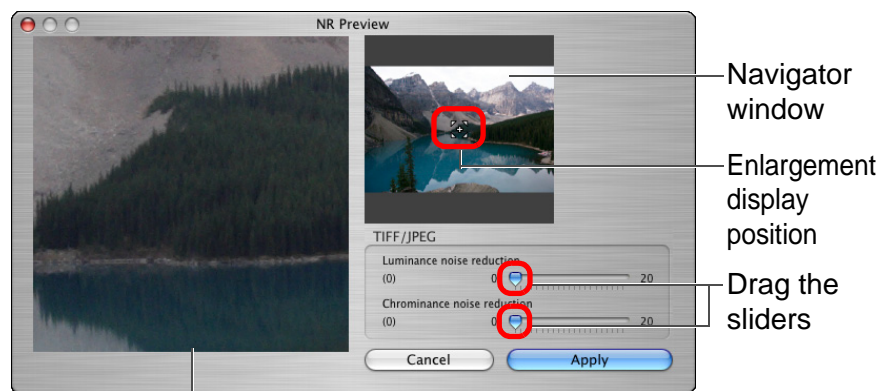 NR Preview
Navigator
window
Enlargement
display
position
TIFF/JPEG
Luminance noise reduction
(0) 0 20
Chrominance noise reduction
(0) 0 20
Drag the
sliders
Cancel Apply